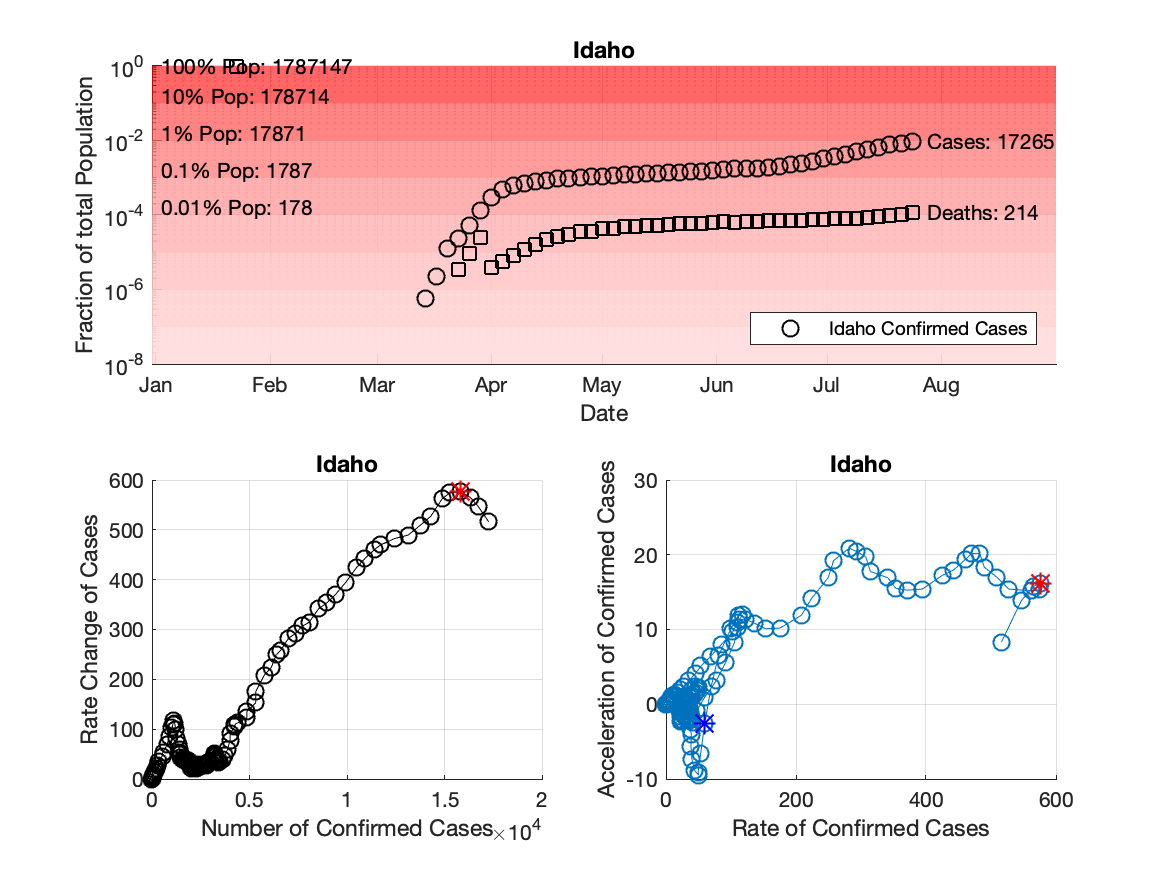 Idaho
10^0
10^-2
10^-4
10^-6
10^-8
Fraction of total Population
100% Pop: 1787147
10% Pop: 178714
1% Pop: 17871
0.1% Pop: 1787
0.01% Pop: 178
Cases: 17265
Deaths: 214
Idaho Confirmed Cases
Jan Feb Mar Apr May Jun Jul Aug
Date
Idaho
600
500
400
300
200
100
0
Rate Change of Cases
0 0.5 1 1.5 2
Number of Confirmed Cases ×10^4
Idaho
30
20
10
0
-10
Acceleration of Confirmed Cases
0 200 400 600
Rate of Confirmed Cases